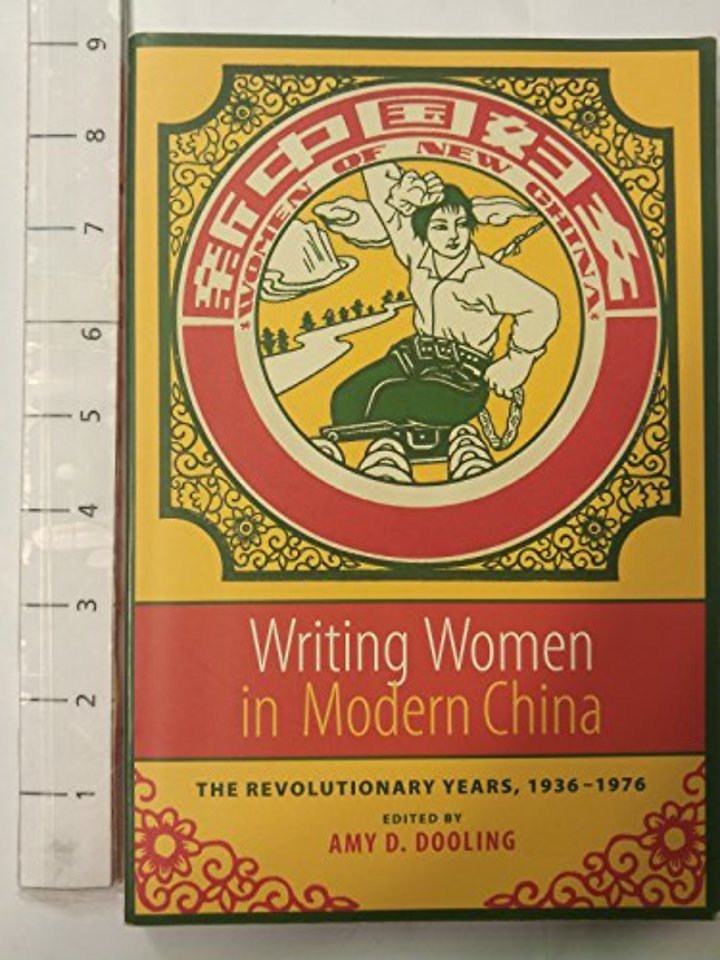 9
8
7
6
5
4
3
2
1
新中国妇女
*WOMEN OF NEW CHINA*
Writing Women
in Modern China
THE REVOLUTIONARY YEARS, 1936–1976
EDITED BY
AMY D. DOOLING